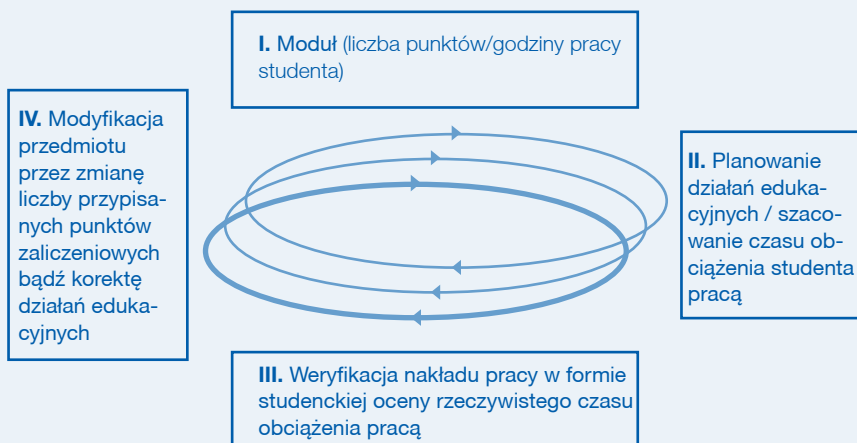 I. Moduł (liczba punktów/godziny pracy
studenta)
II. Planowanie
działań eduka-
cyjnych / szaco-
wanie czasu ob-
ciążenia studenta
pracą
III. Weryfikacja nakładu pracy w formie
studenckiej oceny rzeczywistego czasu
obciążenia pracą
IV. Modyfikacja
przedmiotu
przez zmianę
liczby przypisa-
nych punktów
zaliczeniowych
bądź korektę
działań eduka-
cyjnych